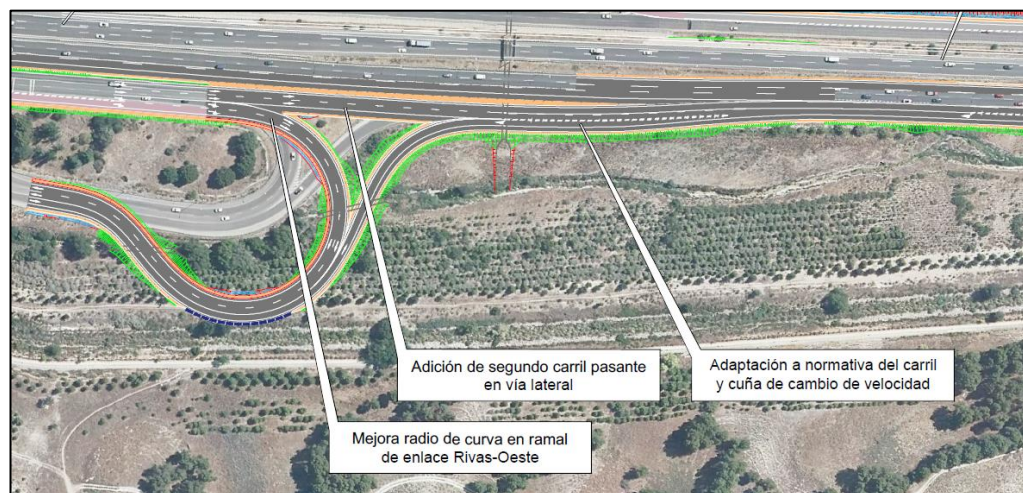 Adición de segundo carril pasante
en vía lateral
Adaptación a normativa del carril
y cuña de cambio de velocidad
Mejora radio de curva en ramal
de enlace Rivas-Oeste